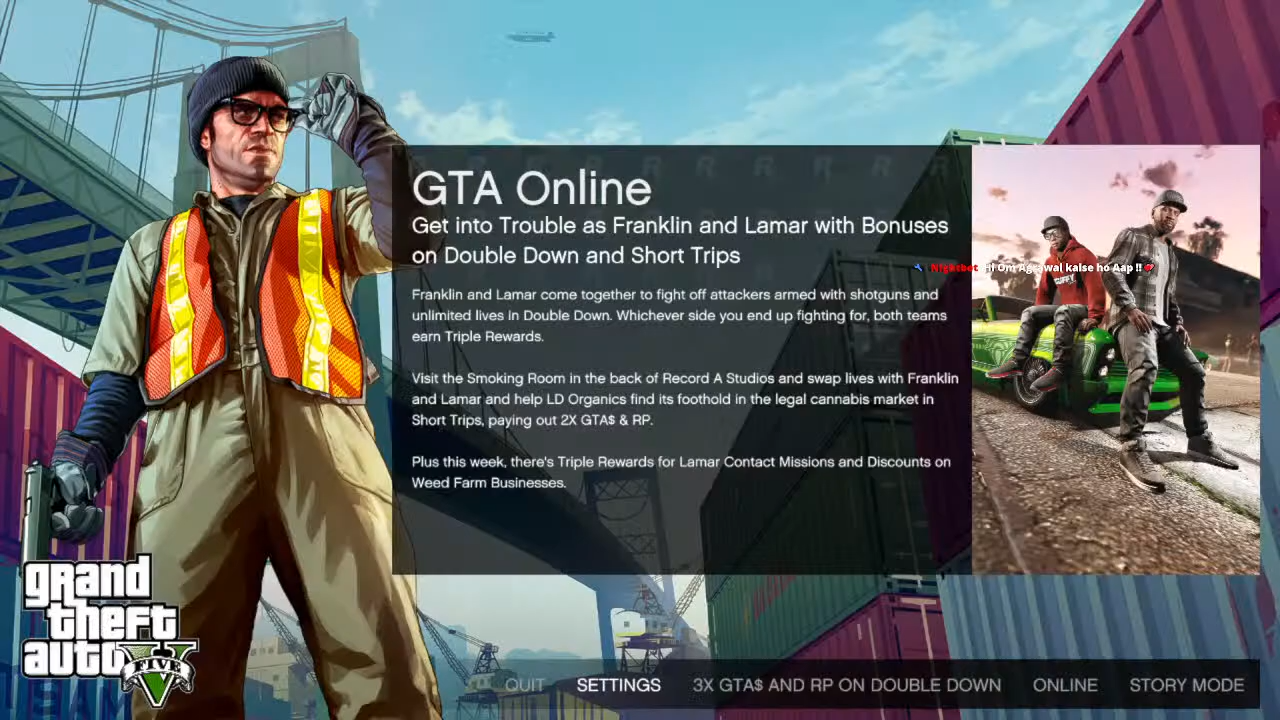 GTA Online
Get into Trouble as Franklin and Lamar with Bonuses
on Double Down and Short Trips
Nightbot Hi Om Agrawal kaise ho Aap !!
Franklin and Lamar come together to fight off attackers armed with shotguns and
unlimited lives in Double Down. Whichever side you end up fighting for, both teams
earn Triple Rewards.
Visit the Smoking Room in the back of Record A Studios and swap lives with Franklin
and Lamar and help LD Organics find its foothold in the legal cannabis market in
Short Trips, paying out 2X GTA$ & RP.
Plus this week, there's Triple Rewards for Lamar Contact Missions and Discounts on
Weed Farm Businesses.
grand
theft
auto
FIVE
V
QUIT SETTINGS 3X GTA$ AND RP ON DOUBLE DOWN ONLINE STORY MODE